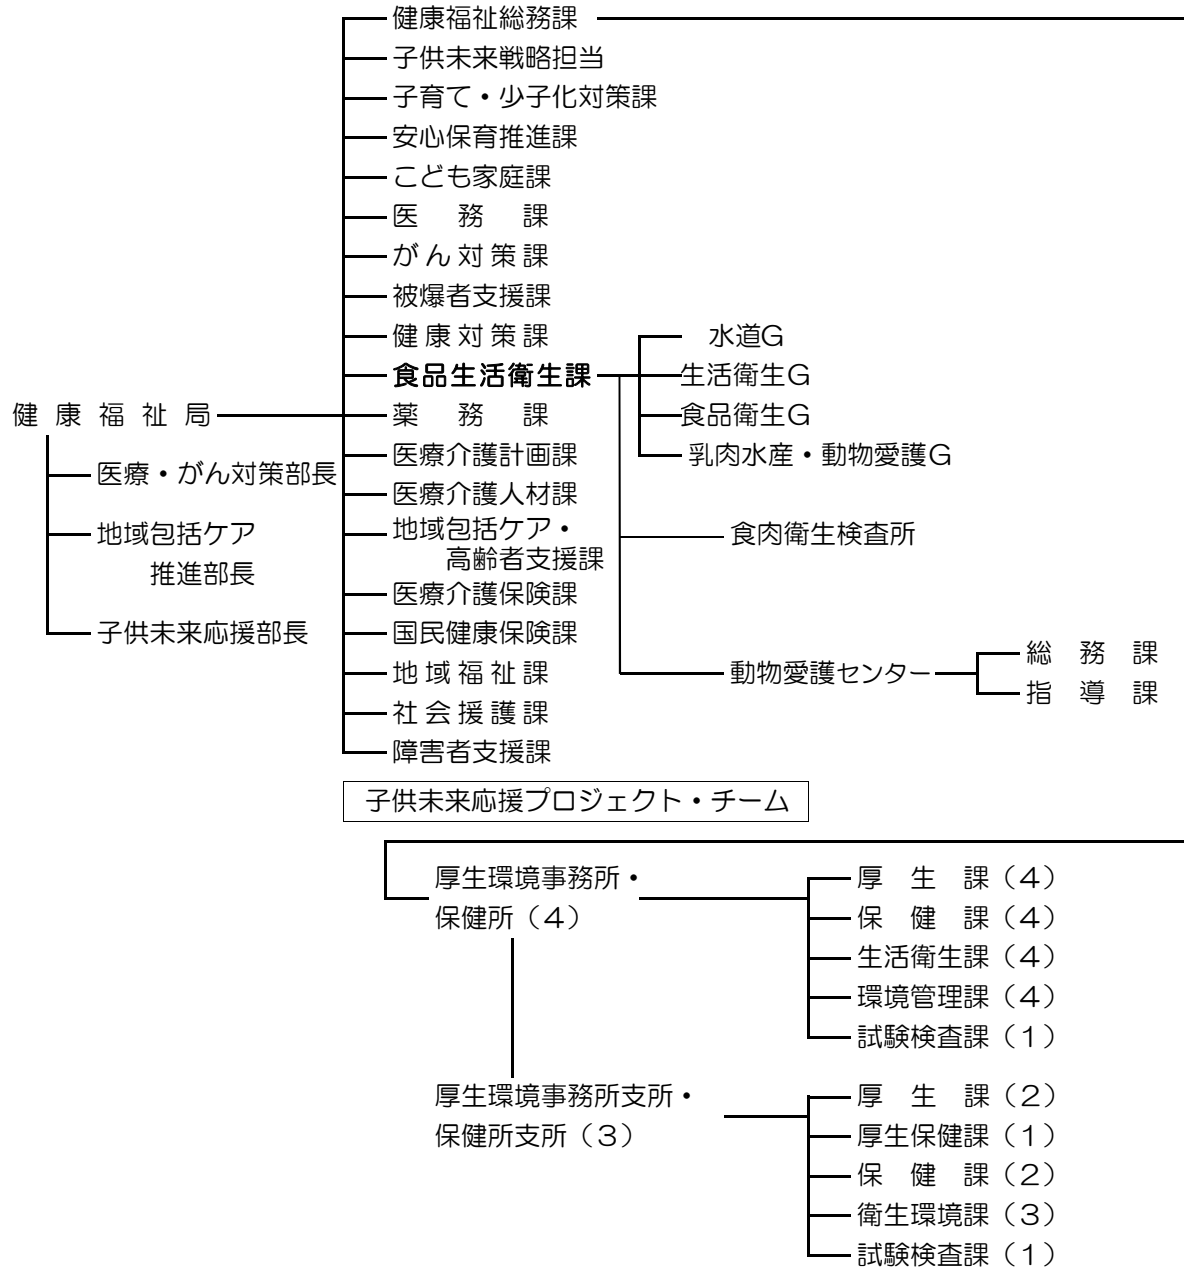 健康福祉総務課
子供未来戦略担当
子育て・少子化対策課
安心保育推進課
こども家庭課
医　務　課
がん対策課
被爆者支援課
健康対策課
水道G
食品生活衛生課
生活衛生G
健康福祉局
薬　務　課
食品衛生G
医療介護計画課
乳肉水産・動物愛護G
医療・がん対策部長
医療介護人材課
地域包括ケア
推進部長
地域包括ケア・
高齢者支援課
食肉衛生検査所
医療介護保険課
子供未来応援部長
国民健康保険課
地域福祉課
動物愛護センター
総　務　課
指　導　課
社会援護課
障害者支援課
子供未来応援プロジェクト・チーム
厚生環境事務所・
保健所（4）
厚　生　課（4）
保　健　課（4）
生活衛生課（4）
環境管理課（4）
試験検査課（1）
厚生環境事務所支所・
保健所支所（3）
厚　生　課（2）
厚生保健課（1）
保　健　課（2）
衛生環境課（3）
試験検査課（1）